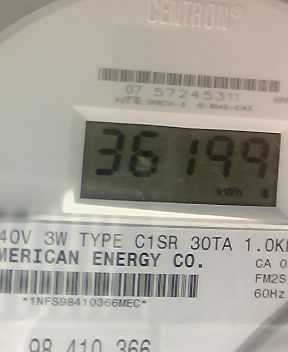 CENTRON®
07 57245311
36199
kWh
40V 3W TYPE C1SR 30TA 1.0K
MERICAN ENERGY CO.
CA 0
FM2S
60Hz
*1NFS98410366MEC*
98 410 366